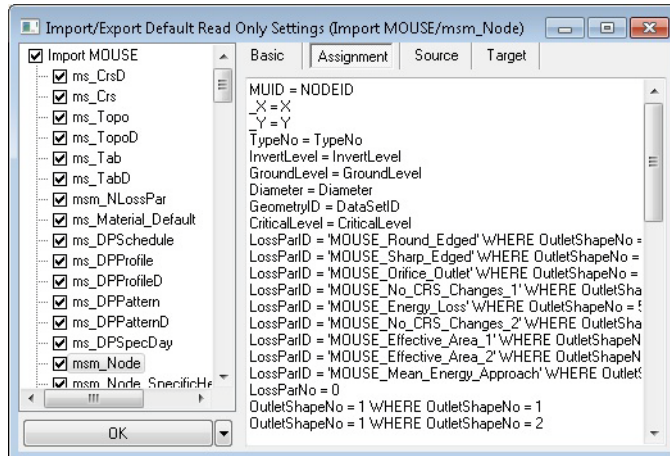 Import/Export Default Read Only Settings (Import MOUSE/msm_Node)
Import MOUSE
ms_CrsD
ms_Crs
ms_Topo
ms_TopoD
ms_Tab
ms_TabD
msm_NLossPar
ms_Material_Default
ms_DPSchedule
ms_DPProfile
ms_DPProfileD
ms_DPPattern
ms_DPPatternD
ms_DPSpecDay
msm_Node
msm_Node_SpecificHe
OK
Basic Assignment Source Target
MUID = NODEID
_X = X
_Y = Y
TypeNo = TypeNo
InvertLevel = InvertLevel
GroundLevel = GroundLevel
Diameter = Diameter
GeometryID = DataSetID
CriticalLevel = CriticalLevel
LossParID = 'MOUSE_Round_Edged' WHERE OutletShapeNo =
LossParID = 'MOUSE_Sharp_Edged' WHERE OutletShapeNo =
LossParID = 'MOUSE_Orifice_Outlet' WHERE OutletShapeNo =
LossParID = 'MOUSE_No_CRS_Changes_1' WHERE OutletSha
LossParID = 'MOUSE_Energy_Loss' WHERE OutletShapeNo = 5
LossParID = 'MOUSE_No_CRS_Changes_2' WHERE OutletSha
LossParID = 'MOUSE_Effective_Area_1' WHERE OutletShapeN
LossParID = 'MOUSE_Effective_Area_2' WHERE OutletShapeN
LossParID = 'MOUSE_Mean_Energy_Approach' WHERE OutletS
LossParNo = 0
OutletShapeNo = 1 WHERE OutletShapeNo = 1
OutletShapeNo = 1 WHERE OutletShapeNo = 2